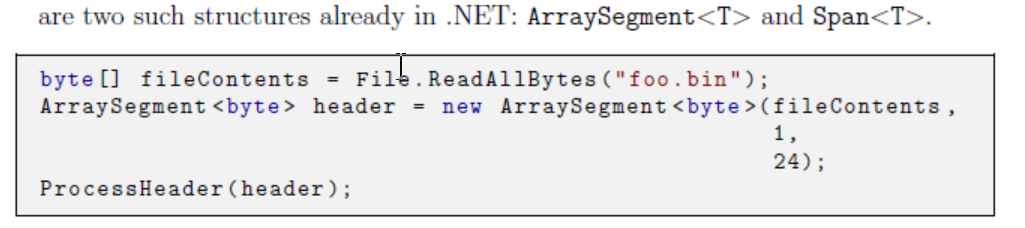 are two such structures already in .NET: ArraySegment<T> and Span<T>.
byte[] fileContents = File.ReadAllBytes("foo.bin");
ArraySegment<byte> header = new ArraySegment<byte>(fileContents,
1,
24);
ProcessHeader(header);